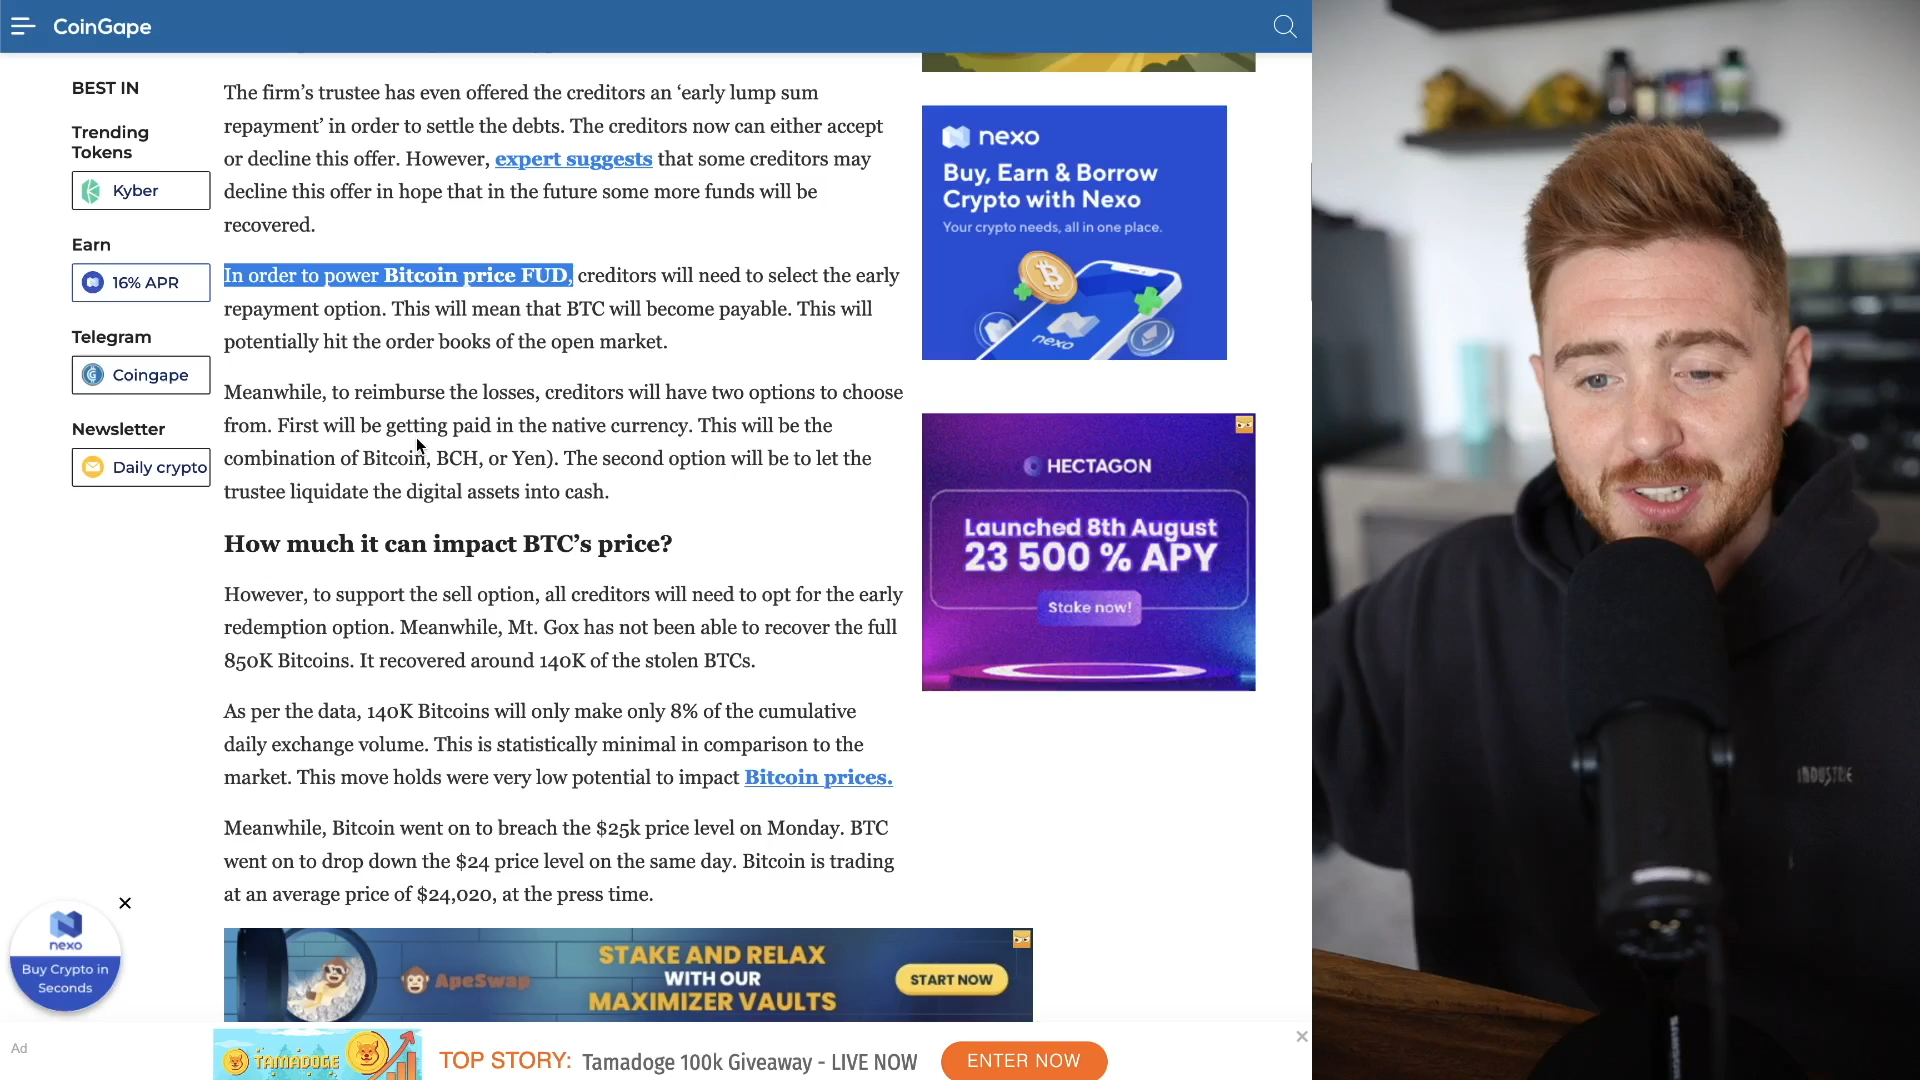 CoinGape
BEST IN
Trending
Tokens
Kyber
Earn
16% APR
Telegram
Coingape
Newsletter
Daily crypto
The firm’s trustee has even offered the creditors an ‘early lump sum
repayment’ in order to settle the debts. The creditors now can either accept
or decline this offer. However, expert suggests that some creditors may
decline this offer in hope that in the future some more funds will be
recovered.
In order to power Bitcoin price FUD, creditors will need to select the early
repayment option. This will mean that BTC will become payable. This will
potentially hit the order books of the open market.
Meanwhile, to reimburse the losses, creditors will have two options to choose
from. First will be getting paid in the native currency. This will be the
combination of Bitcoin, BCH, or Yen). The second option will be to let the
trustee liquidate the digital assets into cash.
How much it can impact BTC’s price?
However, to support the sell option, all creditors will need to opt for the early
redemption option. Meanwhile, Mt. Gox has not been able to recover the full
850K Bitcoins. It recovered around 140K of the stolen BTCs.
As per the data, 140K Bitcoins will only make only 8% of the cumulative
daily exchange volume. This is statistically minimal in comparison to the
market. This move holds were very low potential to impact Bitcoin prices.
Meanwhile, Bitcoin went on to breach the $25k price level on Monday. BTC
went on to drop down the $24 price level on the same day. Bitcoin is trading
at an average price of $24,020, at the press time.
nexo
Buy, Earn & Borrow
Crypto with Nexo
Your crypto needs, all in one place.
nexo
HECTAGON
Launched 8th August
23 500 % APY
Stake now!
nexo
Buy Crypto in
Seconds
ApeSwap
STAKE AND RELAX
WITH OUR
MAXIMIZER VAULTS
START NOW
Ad
TAMADOGE
TOP STORY: Tamadoge 100k Giveaway - LIVE NOW
ENTER NOW
INDUSTRIE